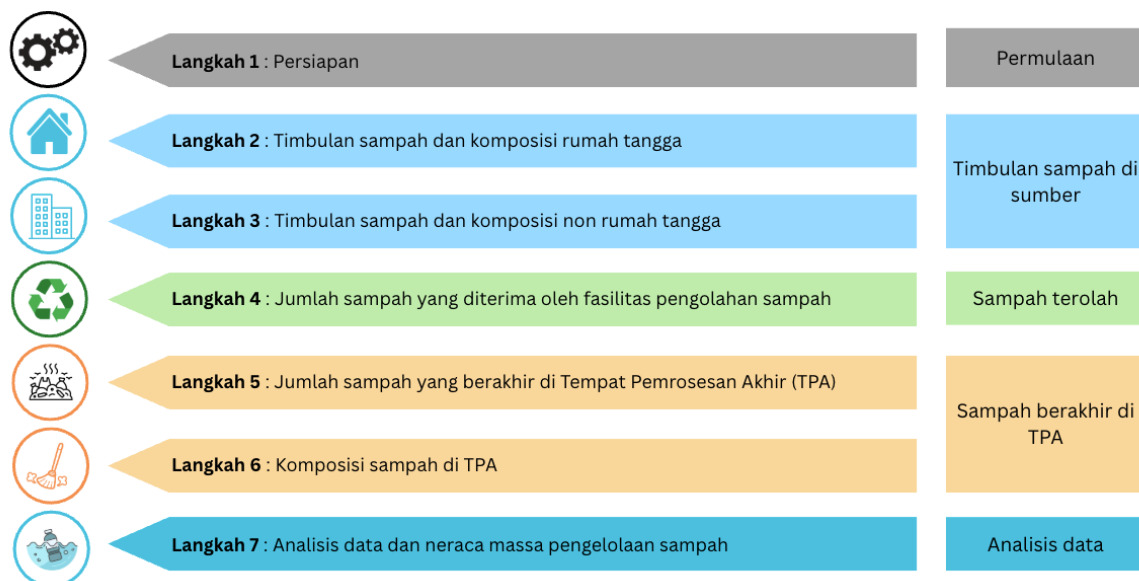 Langkah 1 : Persiapan
Permulaan
Langkah 2 : Timbulan sampah dan komposisi rumah tangga
Langkah 3 : Timbulan sampah dan komposisi non rumah tangga
Timbulan sampah di
sumber
Langkah 4 : Jumlah sampah yang diterima oleh fasilitas pengolahan sampah
Sampah terolah
Langkah 5 : Jumlah sampah yang berakhir di Tempat Pemrosesan Akhir (TPA)
Langkah 6 : Komposisi sampah di TPA
Sampah berakhir di
TPA
Langkah 7 : Analisis data dan neraca massa pengelolaan sampah
Analisis data